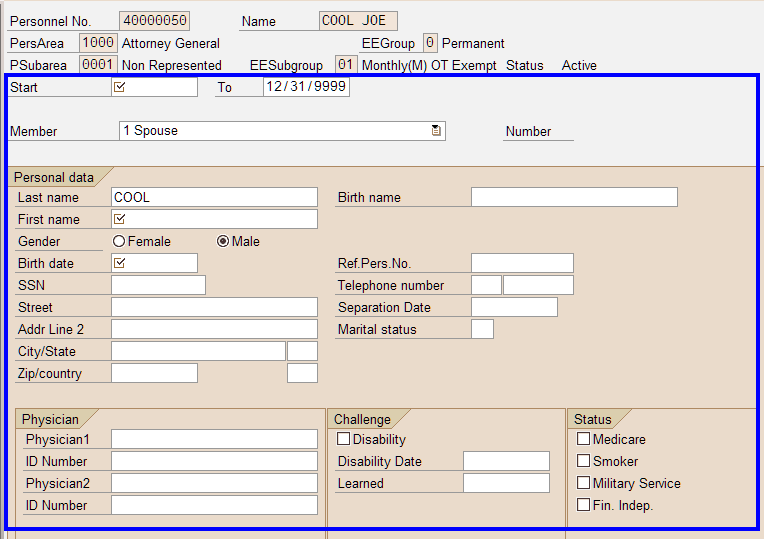 Personnel No. 40000050 Name COOL JOE
PersArea 1000 Attorney General EEGroup 0 Permanent
PSubarea 0001 Non Represented EESubgroup 01 Monthly(M) OT Exempt Status Active
Start To 12/31/9999
Member 1 Spouse Number
Personal data
Last name COOL Birth name
First name
Gender Female Male
Birth date Ref.Pers.No.
SSN Telephone number
Street Separation Date
Addr Line 2 Marital status
City/State
Zip/country
Physician Challenge Status
Physician1 Disability Medicare
ID Number Disability Date Smoker
Physician2 Learned Military Service
ID Number Fin. Indep.